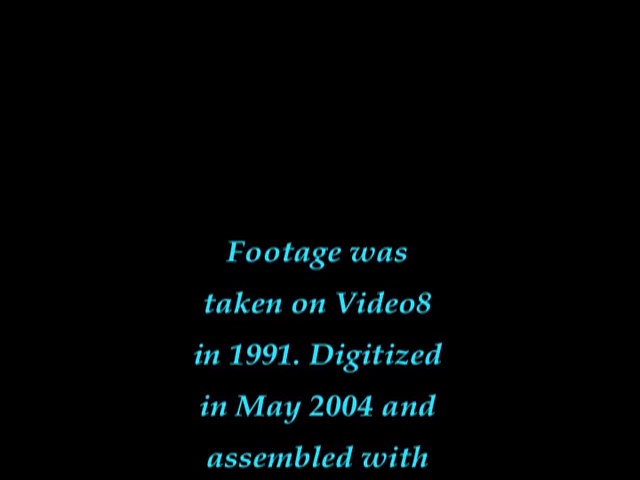 Footage was
taken on Video8
in 1991. Digitized
in May 2004 and
assembled with